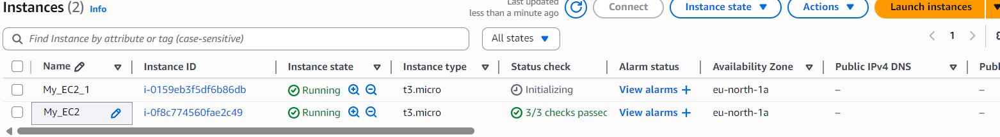 Instances (2) Info
Last updated
less than a minute ago
Connect
Instance state
Actions
Launch instances
Find Instance by attribute or tag (case-sensitive)
All states
1
Name Instance ID Instance state Instance type Status check Alarm status Availability Zone Public IPv4 DNS Publ
My_EC2_1 i-0159eb3f5df6b86db Running t3.micro Initializing View alarms + eu-north-1a – –
My_EC2 i-0f8c774560fae2c49 Running t3.micro 3/3 checks passec View alarms + eu-north-1a – –